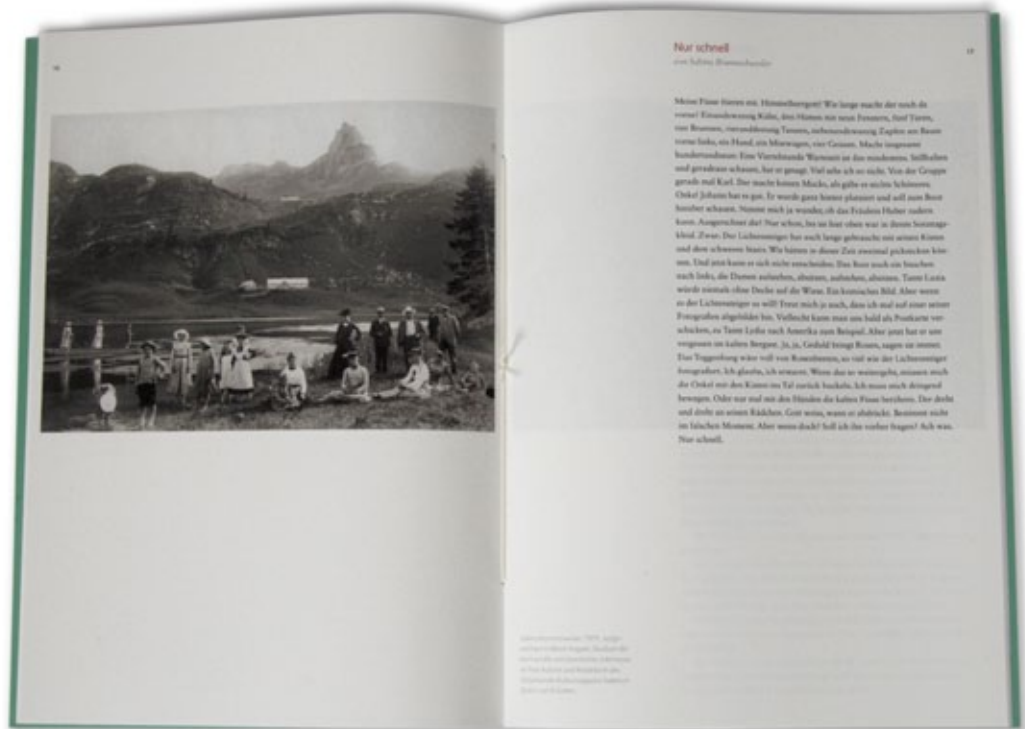 Nur schnell
von Sabina Brunnschweiler
Meine Füsse frieren ein. Himmelherrgott! Wie lange macht der noch da
vorne? Einundzwanzig Kühe, drei Hütten mit neun Fenstern, fünf Türen,
vier Brunnen, Tannen, siebenundzwanzig Zapfen am Baum
vorne links, ein Hund, ein Mistwagen, vier Geissen. Macht insgesamt
Eine Viertelstunde Wartezeit ist das mindestens. Stillhalten
und geradeaus schauen, hat er gesagt. Viel sehe ich so nicht. Von der Gruppe
gerade mal Karl. Der macht keinen Mucks, als gäbe es nichts Schöneres.
Onkel Johann hat es gut. Er wurde ganz hinten platziert und soll zum Boot
hinüber schauen. Nimmt mich ja wunder, ob das Fräulein Huber rudern
kann. Ausgerechnet die! Nur schon, bis sie hier oben war in ihrem Sonntags-
kleid. Zwar: Der Lichtensteiger hat auch lange gebraucht mit seinen Kisten
und dem schweren Stativ. Wir hätten in dieser Zeit zweimal picknicken kön-
nen. Und jetzt kann er sich nicht entscheiden. Das Boot noch ein bisschen
nach links, die Damen aufstehen, absitzen, aufstehen, absitzen. Tante Luzia
würde niemals ohne Decke auf die Wiese. Ein komisches Bild. Aber wenn
es der Lichtensteiger so will! Freut mich ja auch, dass ich mal auf einer seiner
Fotografien abgebildet bin. Vielleicht kann man uns bald als Postkarte ver-
schicken, zu Tante Lydia nach Amerika zum Beispiel. Aber jetzt hat er uns
vergessen im kalten Bergsee. Ja, ja, Geduld bringt Rosen, sagen sie immer.
Das Toggenburg wäre voll von Rosenbeeten, so viel wie der Lichtensteiger
fotografiert. Ich glaube, ich erstarre. Wenn das so weitergeht, müssen mich
die Onkel mit den Kisten ins Tal zurück buckeln. Ich muss mich dringend
bewegen. Oder nur mal mit den Händen die kalten Füsse berühren. Der dreht
und dreht an seinen Rädchen. Gott weiss, wann er abdrückt. Bestimmt nicht
im falschen Moment. Aber wenn doch? Soll ich ihn vorher fragen? Ach was.
Nur schnell.